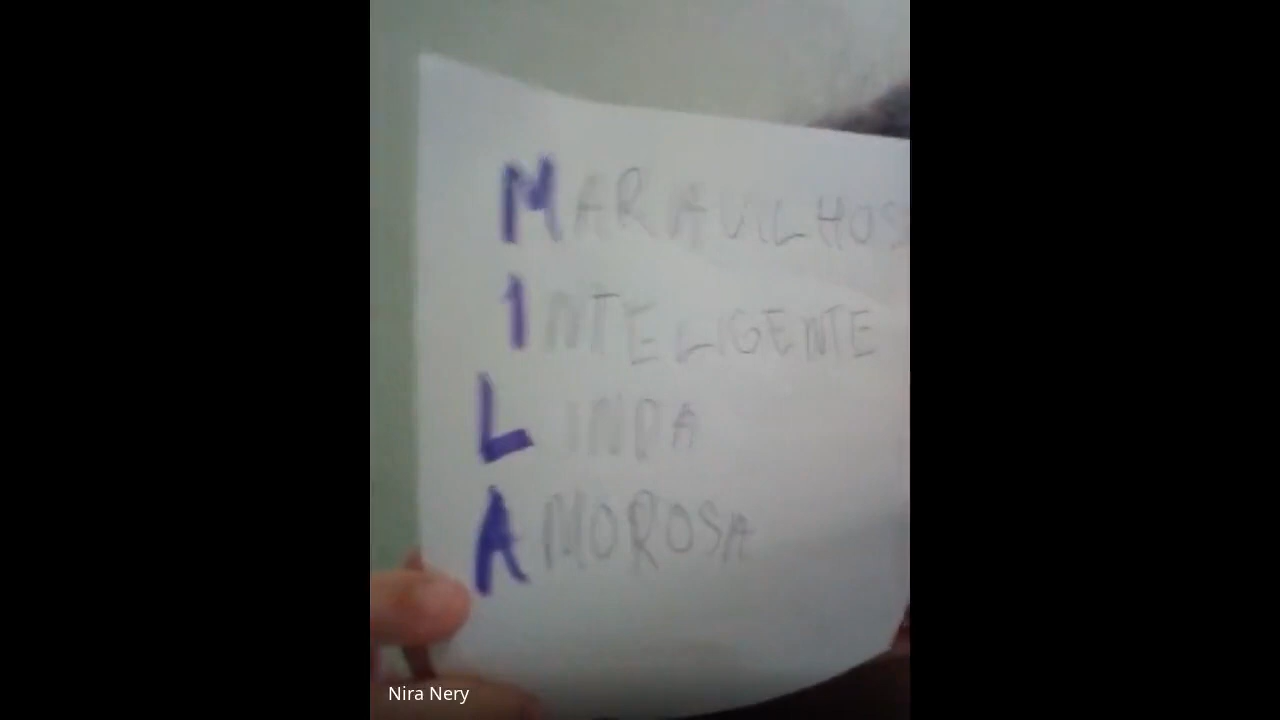 MARAVILHOS
INTELIGENTE
LINDA
AMOROSA
Nira Nery